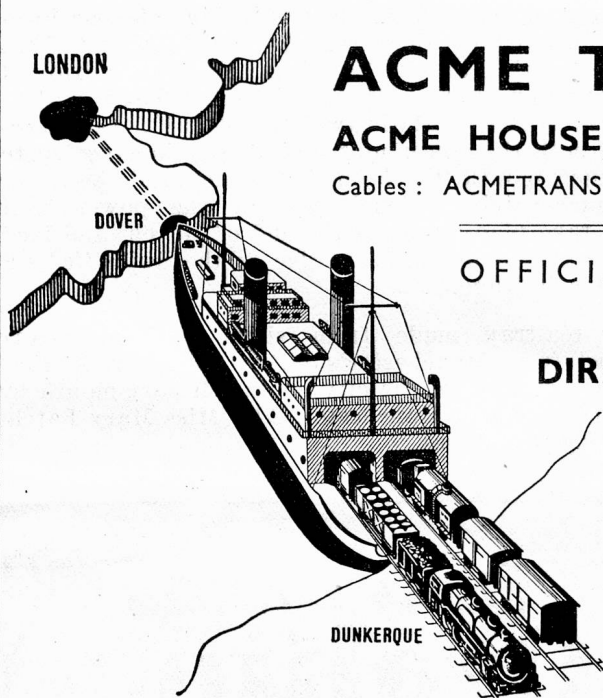 LONDON
ACME T
ACME HOUSE
Cables : ACMETRANS
DOVER
OFFICI
DIR
DUNKERQUE